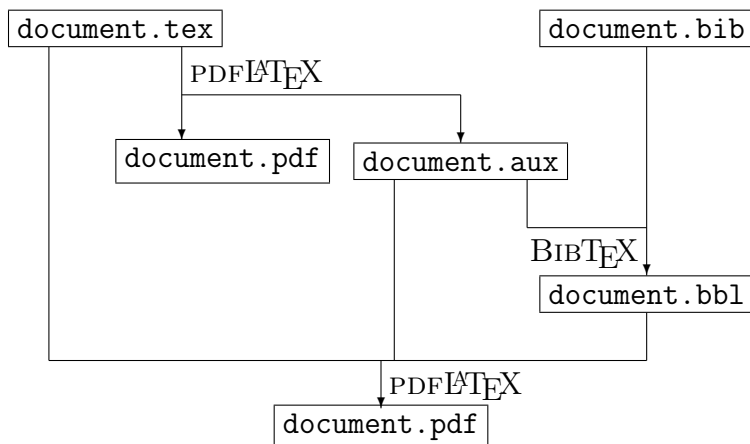 document.tex
document.bib
PDFLATEX
document.pdf
document.aux
BIBTEX
document.bbl
PDFLATEX
document.pdf